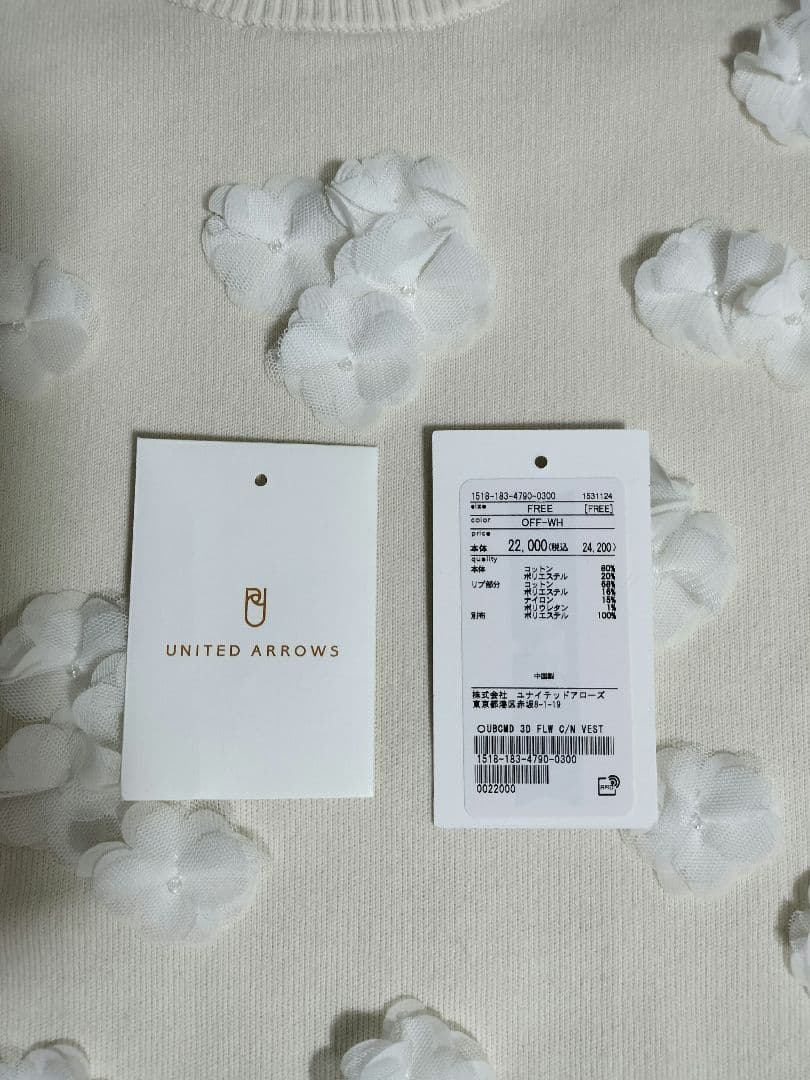 UNITED ARROWS
1518-183-4790-0300 1531124
size FREE [FREE]
color OFF-WH
price
本体 22,000(税込 24,200)
quality
本体 コットン 80%
ポリエステル 20%
リブ部分 コットン 68%
ポリエステル 16%
ナイロン 15%
ポリウレタン 1%
別布 ポリエステル 100%
中国製
株式会社 ユナイテッドアローズ
東京都港区赤坂8-1-19
○UBCMD 3D FLW C/N VEST
1518-183-4790-0300
0022000
RFID